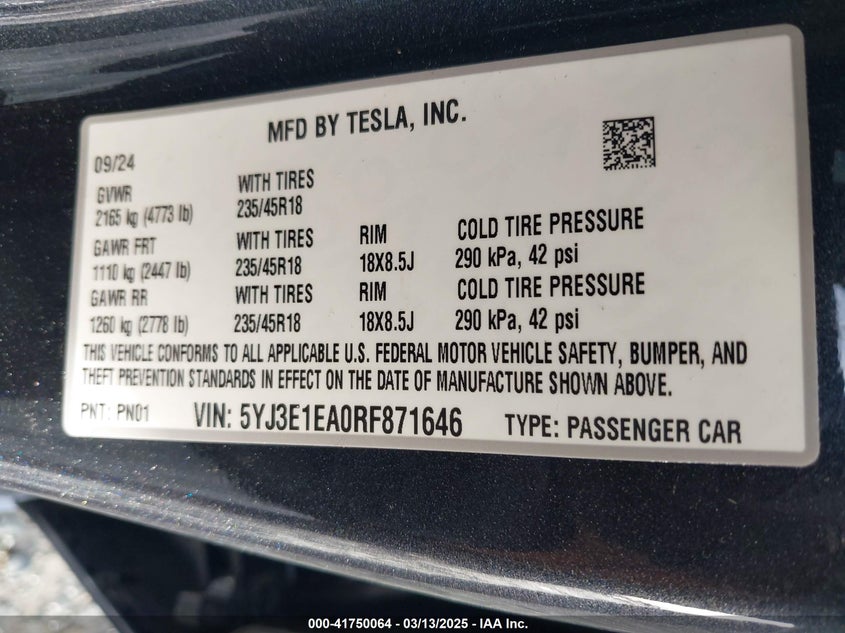 MFD BY TESLA, INC.
09/24
GVWR WITH TIRES
2165 kg (4773 lb) 235/45R18
GAWR FRT WITH TIRES RIM COLD TIRE PRESSURE
1110 kg (2447 lb) 235/45R18 18X8.5J 290 kPa, 42 psi
GAWR RR WITH TIRES RIM COLD TIRE PRESSURE
1260 kg (2778 lb) 235/45R18 18X8.5J 290 kPa, 42 psi
THIS VEHICLE CONFORMS TO ALL APPLICABLE U.S. FEDERAL MOTOR VEHICLE SAFETY, BUMPER, AND
THEFT PREVENTION STANDARDS IN EFFECT ON THE DATE OF MANUFACTURE SHOWN ABOVE.
PNT: PN01 VIN: 5YJ3E1EA0RF871646 TYPE: PASSENGER CAR
000-41750064 - 03/13/2025 - IAA Inc.